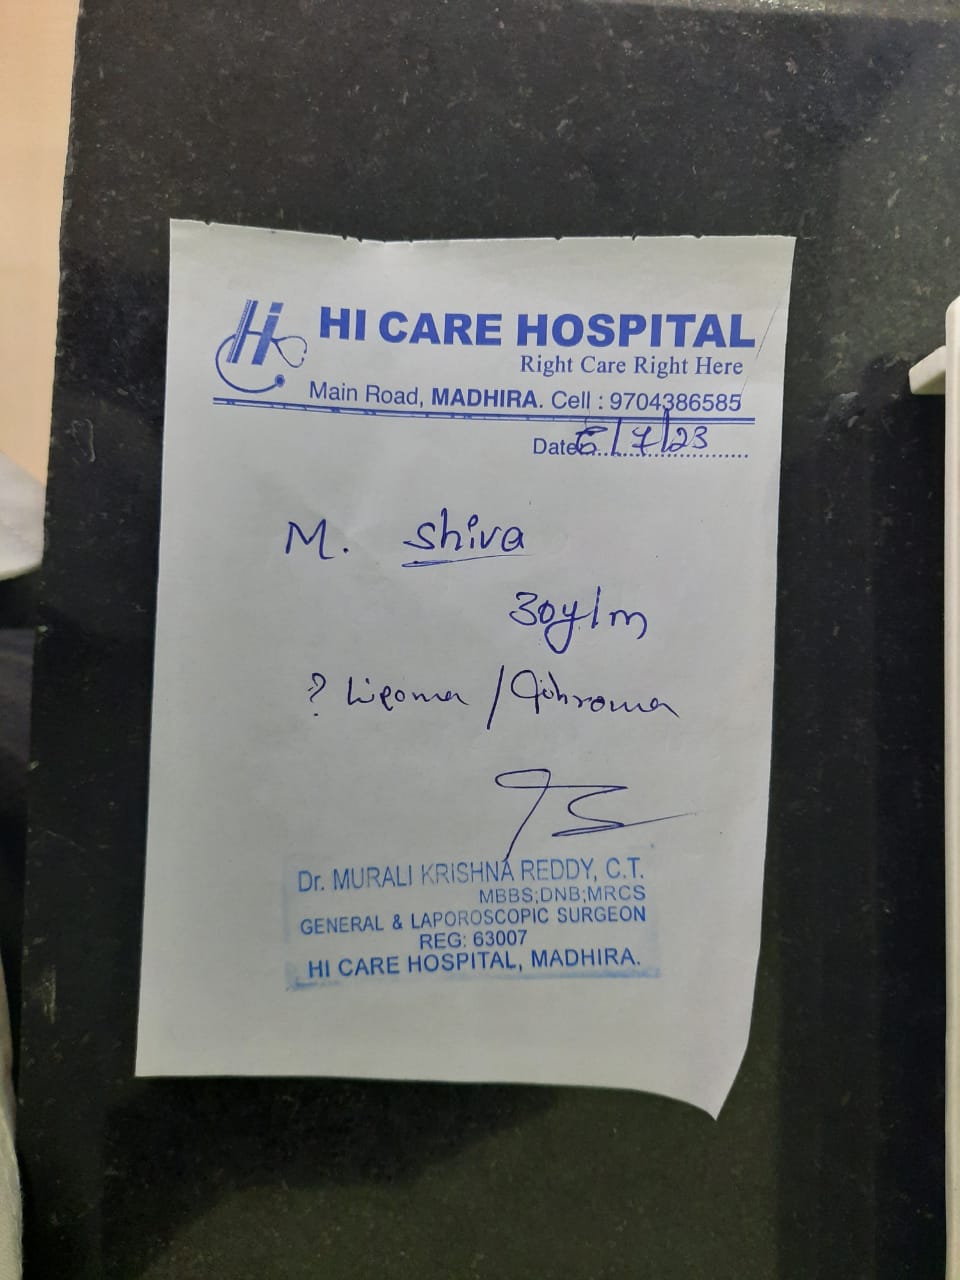 Hi
HI CARE HOSPITAL
Right Care Right Here
Main Road, MADHIRA. Cell : 9704386585
Date: 6/7/23
M. Shiva
30y/m
? Lipoma /
Dr. MURALI KRISHNA REDDY, C.T.
MBBS;DNB;MRCS
GENERAL & LAPOROSCOPIC SURGEON
REG: 63007
HI CARE HOSPITAL, MADHIRA.